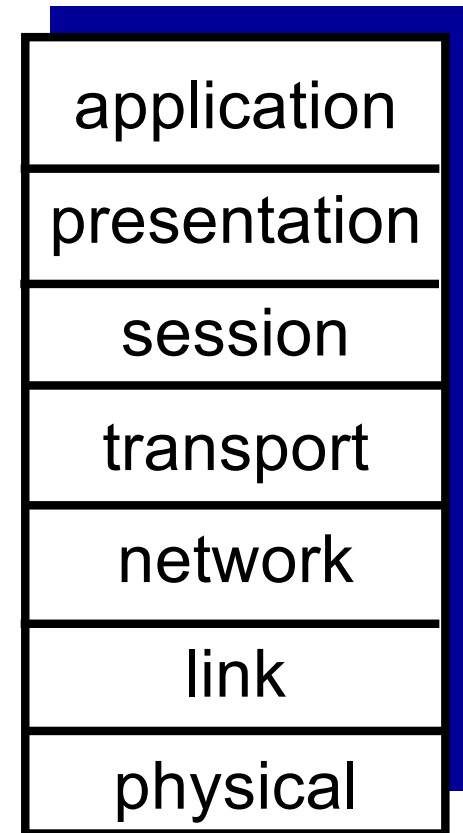 application
presentation
session
transport
network
link
physical